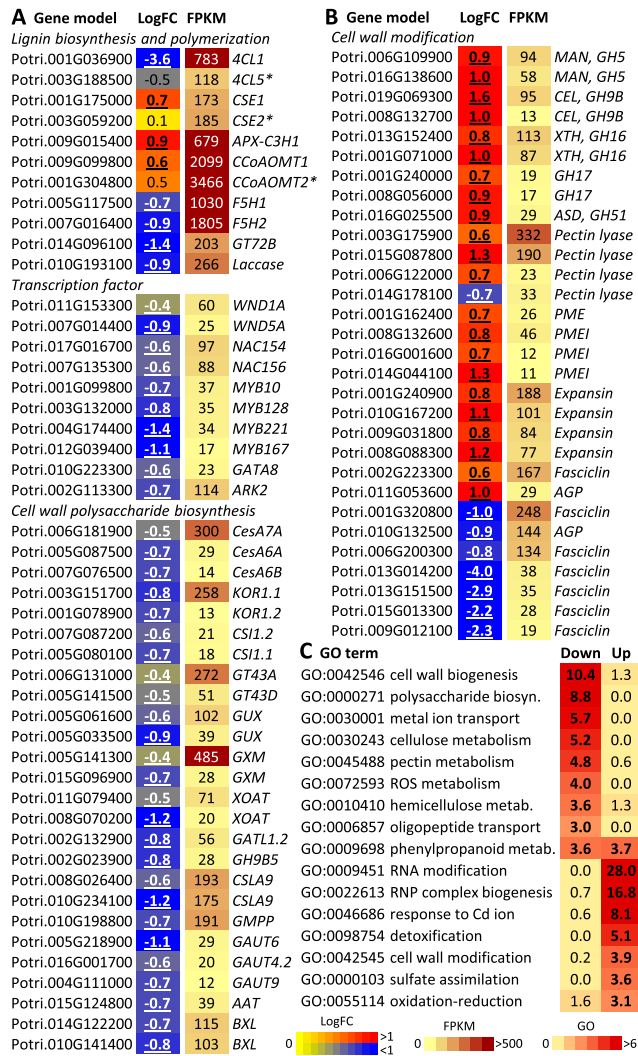 A Gene model LogFC FPKM
Lignin biosynthesis and polymerization
Potri.001G036900 -3.6 783 4CL1
Potri.003G188500 -0.5 118 4CL5*
Potri.001G175000 0.7 173 CSE1
Potri.003G059200 0.1 185 CSE2*
Potri.009G015400 0.9 679 APX-C3H1
Potri.009G099800 0.6 2099 CCoAOMT1
Potri.001G304800 0.5 3466 CCoAOMT2*
Potri.005G117500 -0.7 1030 F5H1
Potri.007G016400 -0.9 1805 F5H2
Potri.014G096100 -1.4 203 GT72B
Potri.010G193100 -0.9 266 Laccase
Transcription factor
Potri.011G153300 -0.4 60 WND1A
Potri.007G014400 -0.9 25 WND5A
Potri.017G016700 -0.6 97 NAC154
Potri.007G135300 -0.6 88 NAC156
Potri.001G099800 -0.7 37 MYB10
Potri.003G132000 -0.8 35 MYB128
Potri.004G174400 -1.4 34 MYB221
Potri.012G039400 -1.1 17 MYB167
Potri.010G223300 -0.6 23 GATA8
Potri.002G113300 -0.7 114 ARK2
Cell wall polysaccharide biosynthesis
Potri.006G181900 -0.5 300 CesA7A
Potri.005G087500 -0.7 29 CesA6A
Potri.007G076500 -0.7 14 CesA6B
Potri.003G151700 -0.8 258 KOR1.1
Potri.001G078900 -0.7 13 KOR1.2
Potri.007G087200 -0.6 21 CSI1.2
Potri.005G080100 -0.7 18 CSI1.1
Potri.006G131000 -0.4 272 GT43A
Potri.005G141500 -0.5 51 GT43D
Potri.005G061600 -0.6 102 GUX
Potri.005G033500 -0.9 39 GUX
Potri.005G141300 -0.4 485 GXM
Potri.015G096900 -0.7 28 GXM
Potri.011G079400 -0.5 71 XOAT
Potri.008G070200 -1.2 20 XOAT
Potri.002G132900 -0.8 56 GATL1.2
Potri.002G023900 -0.8 28 GH9B5
Potri.008G026400 -0.6 193 CSLA9
Potri.010G234100 -1.2 175 CSLA9
Potri.010G198800 -0.7 191 GMPP
Potri.005G218900 -1.1 29 GAUT6
Potri.016G001700 -0.6 20 GAUT4.2
Potri.004G111000 -0.7 12 GAUT9
Potri.015G124800 -0.7 39 AAT
Potri.014G122200 -0.7 115 BXL
Potri.010G141400 -0.8 103 BXL
B Gene model LogFC FPKM
Cell wall modification
Potri.006G109900 0.9 94 MAN, GH5
Potri.016G138600 1.0 58 MAN, GH5
Potri.019G069300 1.6 95 CEL, GH9B
Potri.008G132700 1.0 13 CEL, GH9B
Potri.013G152400 0.8 113 XTH, GH16
Potri.001G071000 1.0 87 XTH, GH16
Potri.001G240000 0.7 19 GH17
Potri.008G056000 0.9 17 GH17
Potri.016G025500 0.9 29 ASD, GH51
Potri.003G175900 0.6 332 Pectin lyase
Potri.015G087800 1.3 190 Pectin lyase
Potri.006G122000 0.7 23 Pectin lyase
Potri.014G178100 -0.7 33 Pectin lyase
Potri.001G162400 0.7 26 PME
Potri.008G132600 0.8 46 PMEI
Potri.016G001600 0.7 12 PMEI
Potri.014G044100 1.3 11 PMEI
Potri.001G240900 0.8 188 Expansin
Potri.010G167200 1.1 101 Expansin
Potri.009G031800 0.8 84 Expansin
Potri.008G088300 1.2 77 Expansin
Potri.002G223300 0.6 167 Fasciclin
Potri.011G053600 1.0 29 AGP
Potri.001G320800 -1.0 248 Fasciclin
Potri.010G132500 -0.9 144 AGP
Potri.006G200300 -0.8 134 Fasciclin
Potri.013G014200 -4.0 38 Fasciclin
Potri.013G151500 -2.9 35 Fasciclin
Potri.015G013300 -2.2 28 Fasciclin
Potri.009G012100 -2.3 19 Fasciclin
C GO term Down Up
GO:0042546 cell wall biogenesis 10.4 1.3
GO:0000271 polysaccharide biosyn. 8.8 0.0
GO:0030001 metal ion transport 5.7 0.0
GO:0030243 cellulose metabolism 5.2 0.0
GO:0045488 pectin metabolism 4.8 0.6
GO:0072593 ROS metabolism 4.0 0.0
GO:0010410 hemicellulose metab. 3.6 1.3
GO:0006857 oligopeptide transport 3.0 0.0
GO:0009698 phenylpropanoid metab. 3.6 3.7
GO:0009451 RNA modification 0.0 28.0
GO:0022613 RNP complex biogenesis 0.7 16.8
GO:0046686 response to Cd ion 0.6 8.1
GO:0098754 detoxification 0.0 5.1
GO:0042545 cell wall modification 0.2 3.9
GO:0000103 sulfate assimilation 0.0 3.6
GO:0055114 oxidation-reduction 1.6 3.1
LogFC FPKM GO
0 >1 0 >500 0 >6
<1